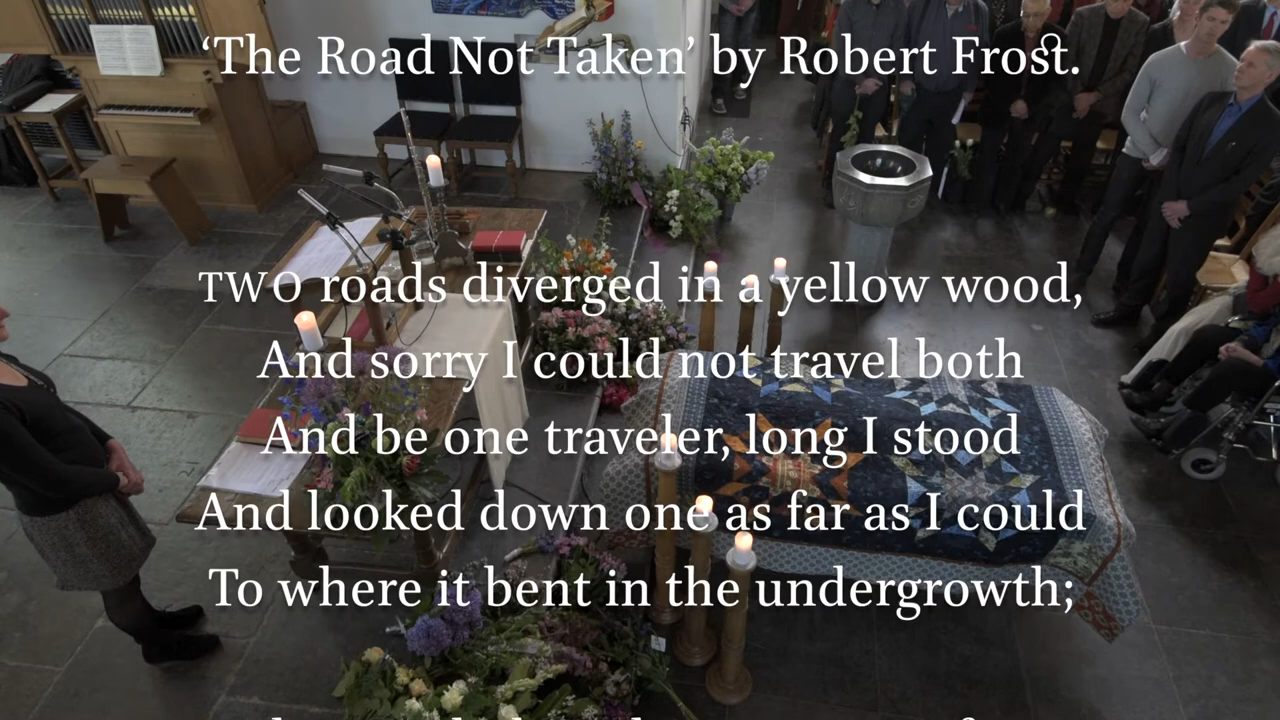 ‘The Road Not Taken’ by Robert Frost.
TWO roads diverged in a yellow wood,
And sorry I could not travel both
And be one traveler, long I stood
And looked down one as far as I could
To where it bent in the undergrowth;